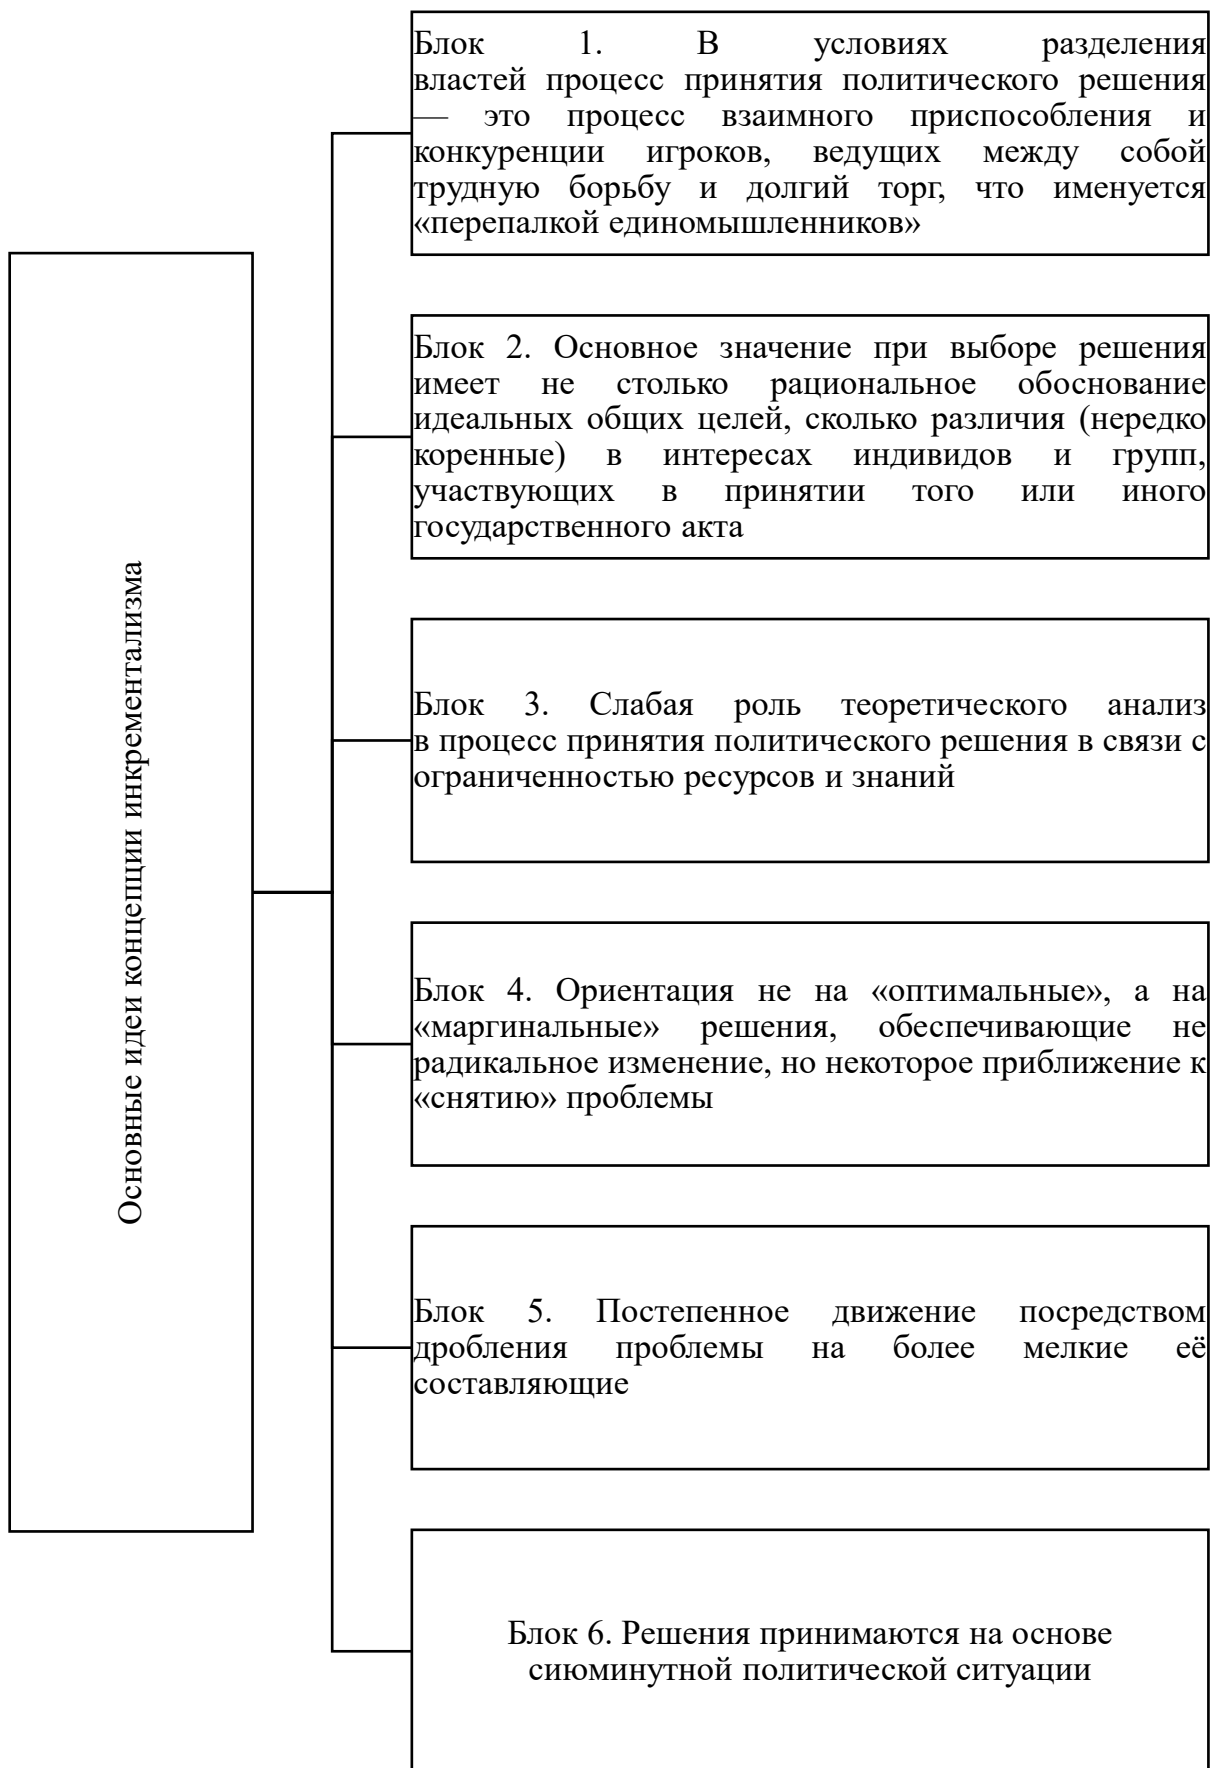 Основные идеи концепции инкрементализма
Блок 1. В условиях разделения
властей процесс принятия политического решения
— это процесс взаимного приспособления и
конкуренции игроков, ведущих между собой
трудную борьбу и долгий торг, что именуется
«перепалкой единомышленников»
Блок 2. Основное значение при выборе решения
имеет не столько рациональное обоснование
идеальных общих целей, сколько различия (нередко
коренные) в интересах индивидов и групп,
участвующих в принятии того или иного
государственного акта
Блок 3. Слабая роль теоретического анализ
в процесс принятия политического решения в связи с
ограниченностью ресурсов и знаний
Блок 4. Ориентация не на «оптимальные», а на
«маргинальные» решения, обеспечивающие не
радикальное изменение, но некоторое приближение к
«снятию» проблемы
Блок 5. Постепенное движение посредством
дробления проблемы на более мелкие её
составляющие
Блок 6. Решения принимаются на основе
сиюминутной политической ситуации